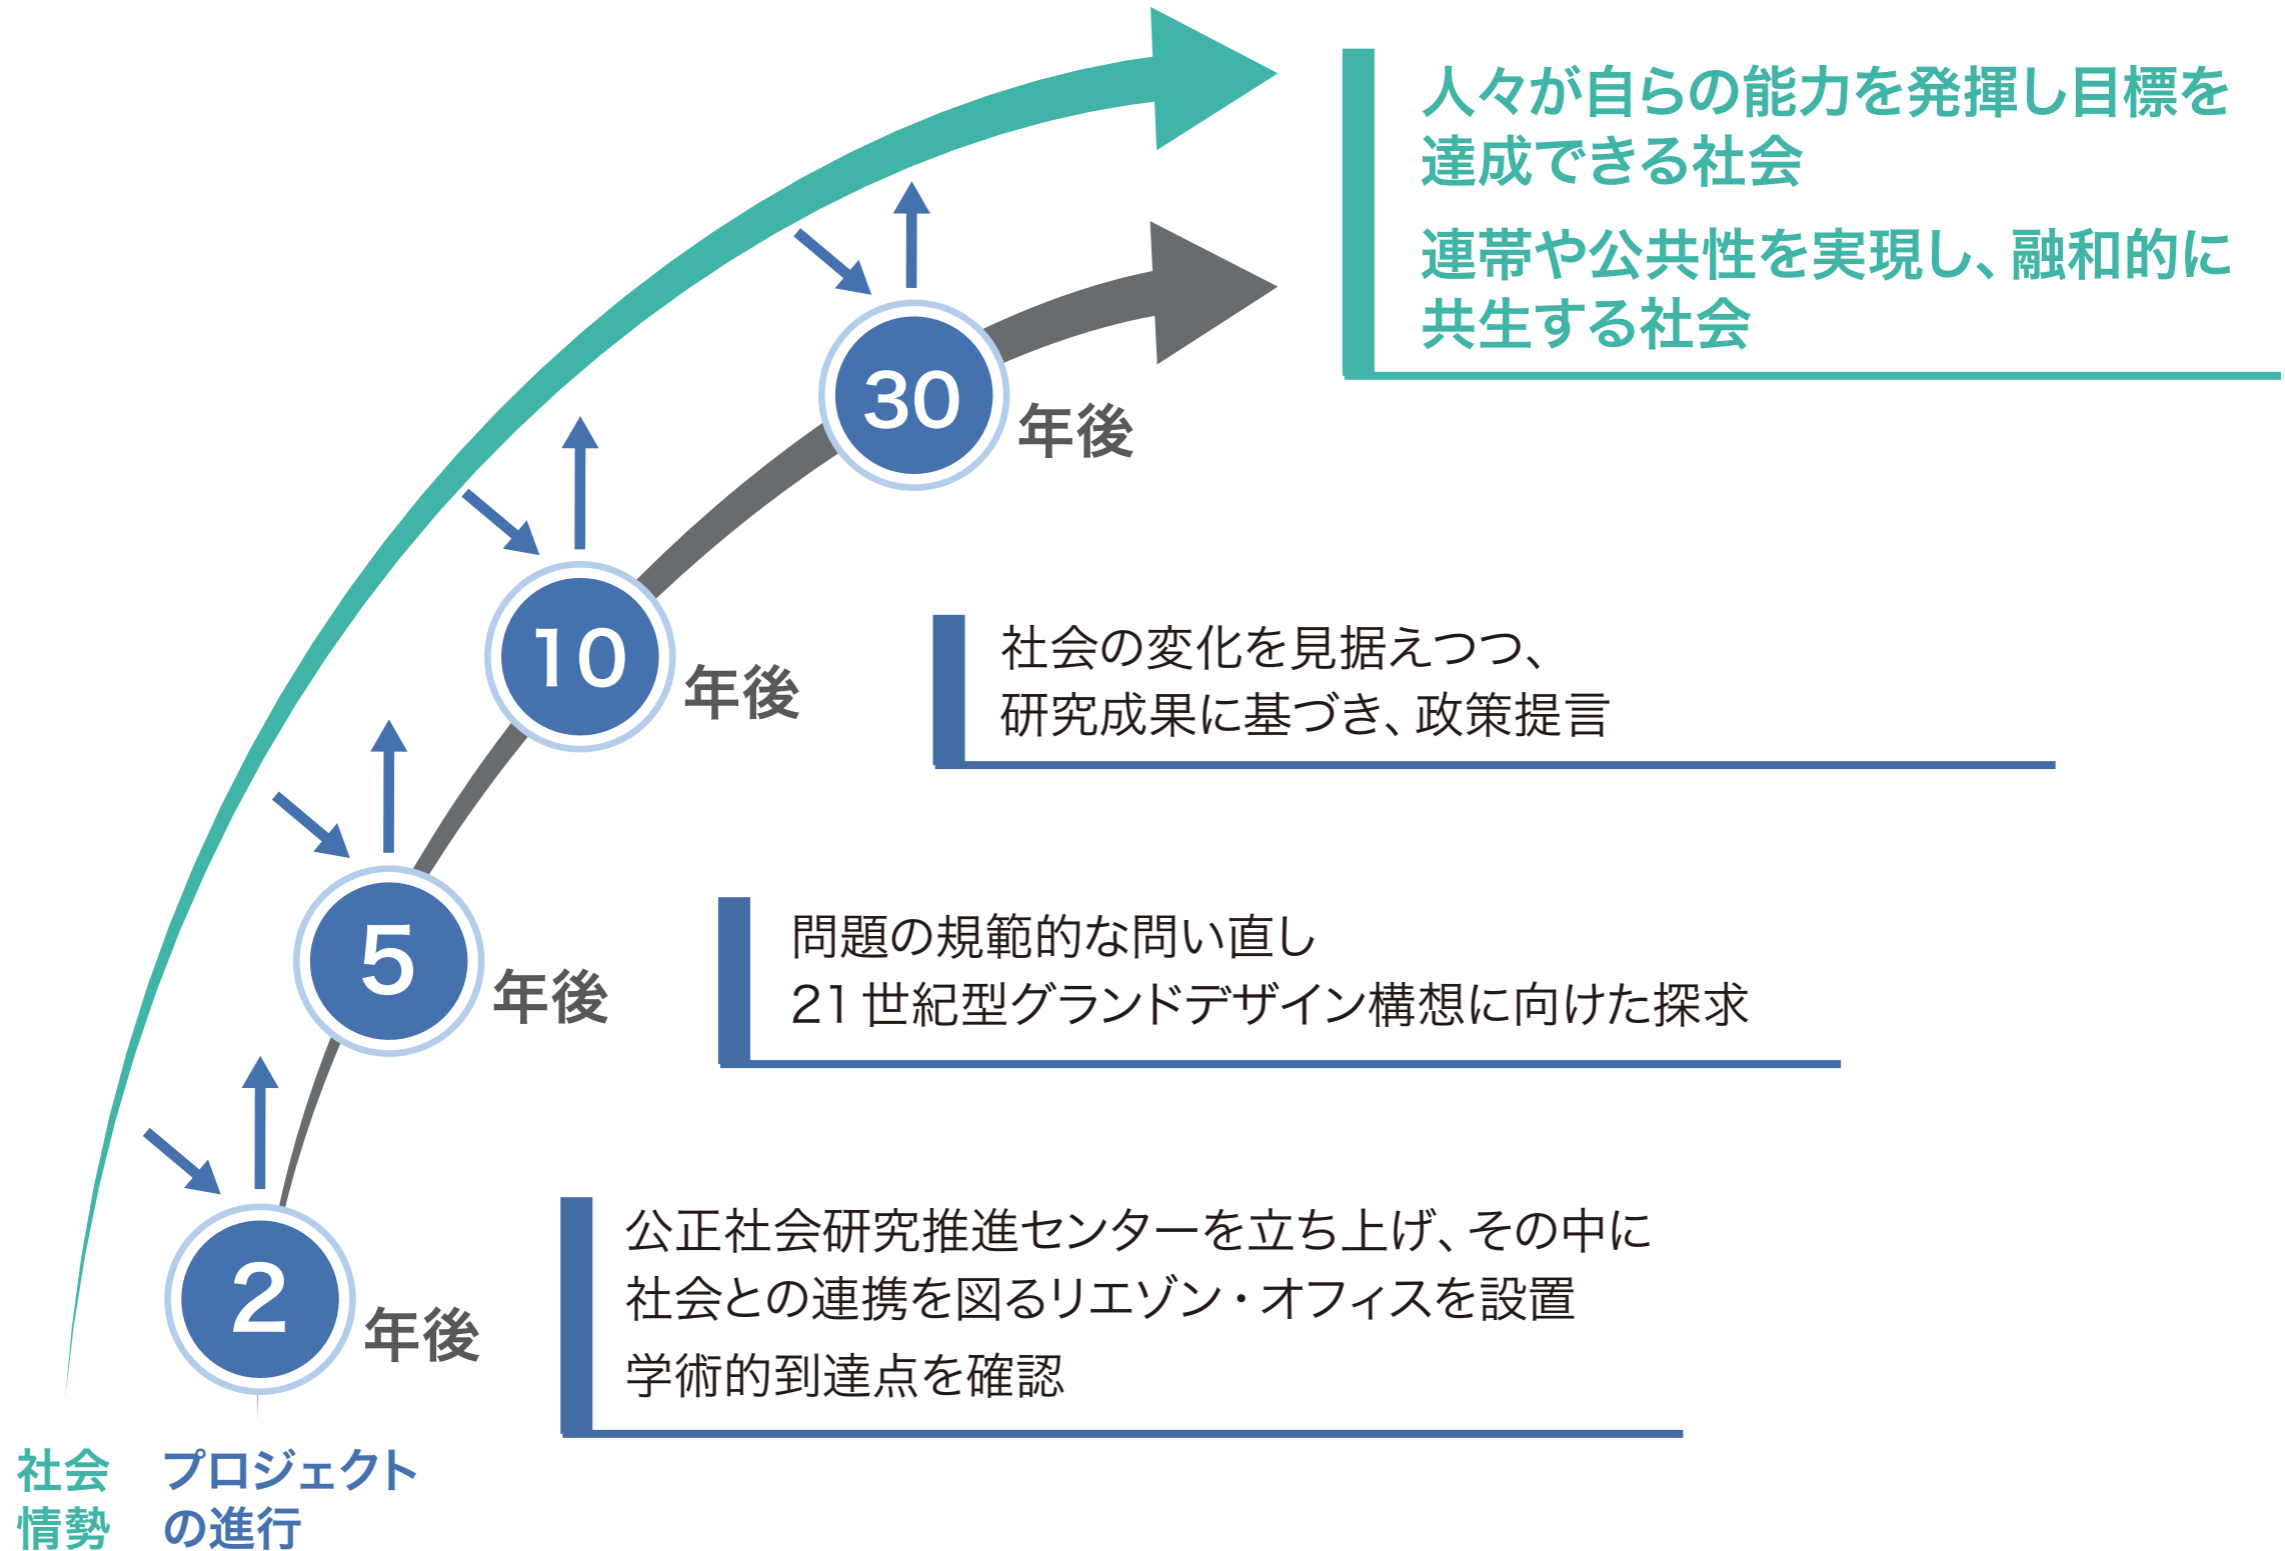 人々が自らの能力を発揮し目標を
達成できる社会
連帯や公共性を実現し、融和的に
共生する社会
30年後
10年後
社会の変化を見据えつつ、
研究成果に基づき、政策提言
5年後
問題の規範的な問い直し
21世紀型グランドデザイン構想に向けた探求
2年後
公正社会研究推進センターを立ち上げ、その中に
社会との連携を図るリエゾン・オフィスを設置
学術的到達点を確認
社会
情勢
プロジェクト
の進行